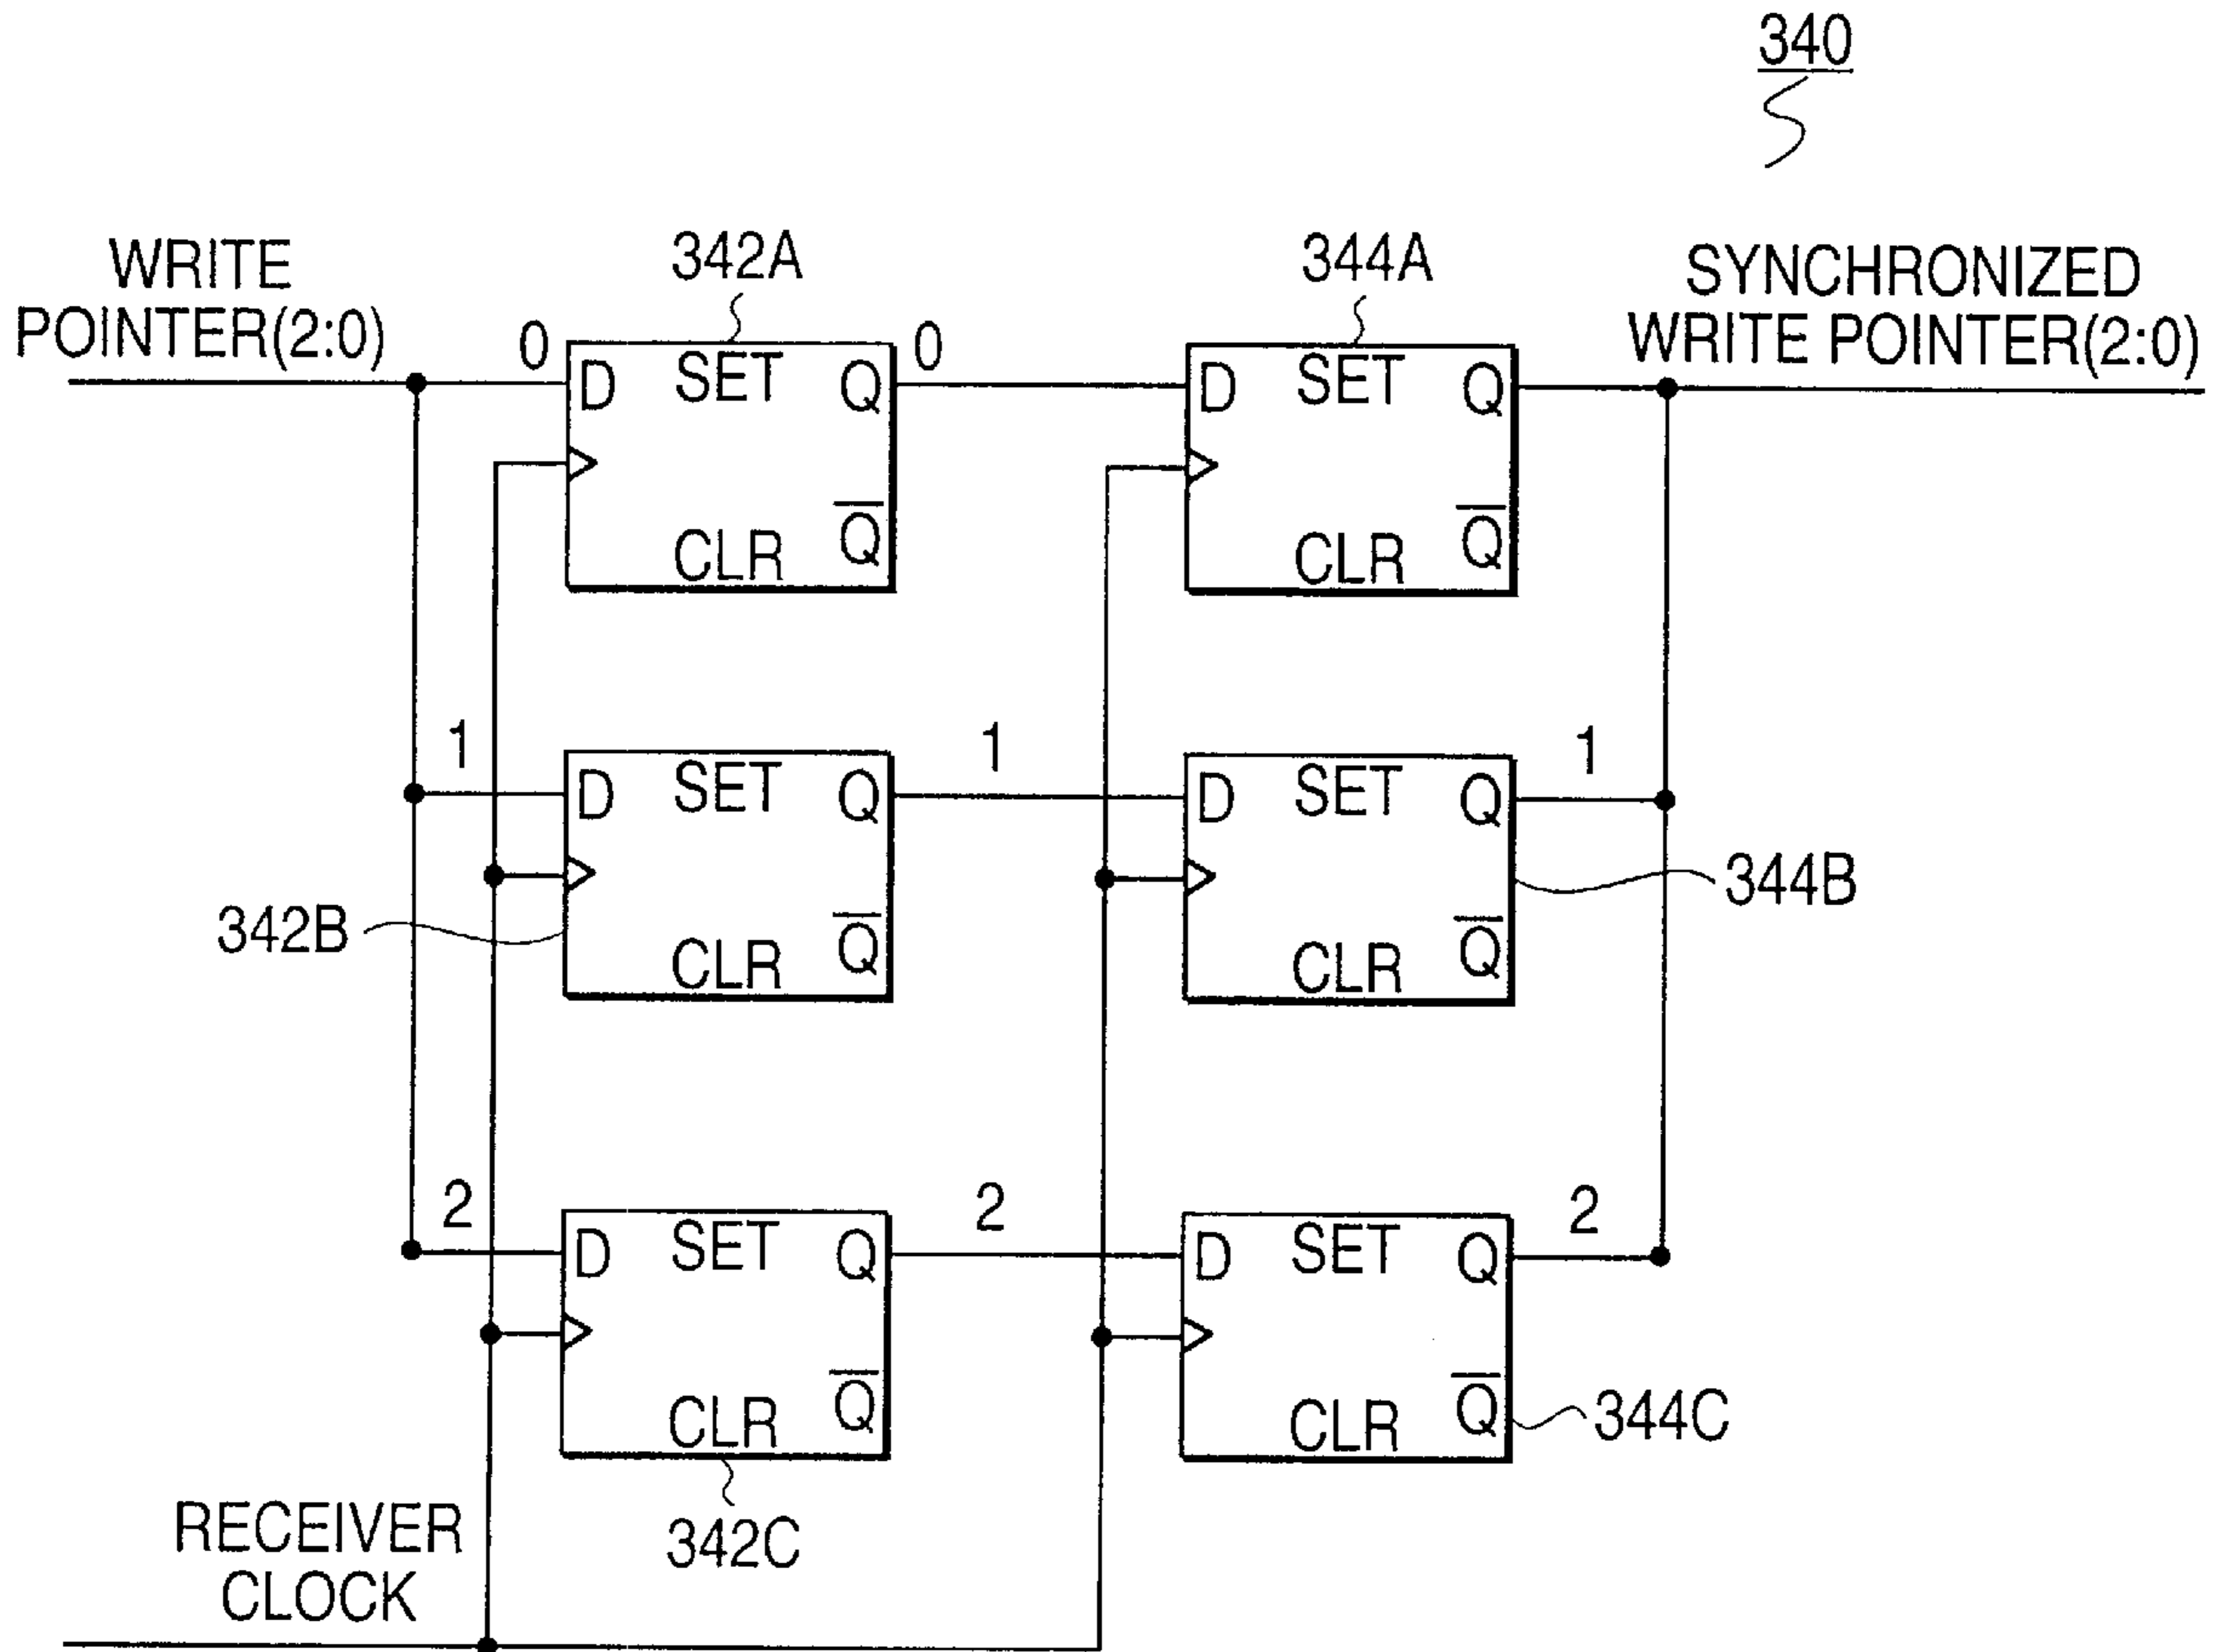 340
342A
344A
WRITE
POINTER(2:0)
SYNCHRONIZED
WRITE POINTER(2:0)
0
D SET Q
Q̅
CLR
0
D SET Q
Q̅
CLR
1
D SET Q
Q̅
CLR
1
D SET Q
Q̅
CLR
1
342B
344B
2
D SET Q
Q̅
CLR
2
D SET Q
Q̅
CLR
2
344C
342C
RECEIVER
CLOCK